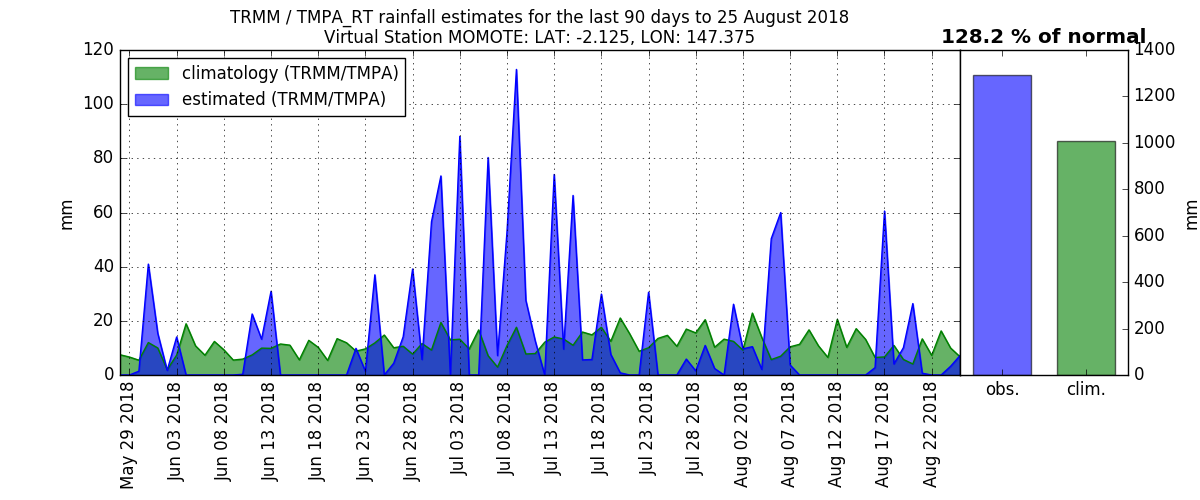 TRMM / TMPA_RT rainfall estimates for the last 90 days to 25 August 2018
Virtual Station MOMOTE: LAT: -2.125, LON: 147.375
128.2 % of normal
climatology (TRMM/TMPA)
estimated (TRMM/TMPA)
mm
120
100
80
60
40
20
0
May 29 2018
Jun 03 2018
Jun 08 2018
Jun 13 2018
Jun 18 2018
Jun 23 2018
Jun 28 2018
Jul 03 2018
Jul 08 2018
Jul 13 2018
Jul 18 2018
Jul 23 2018
Jul 28 2018
Aug 02 2018
Aug 07 2018
Aug 12 2018
Aug 17 2018
Aug 22 2018
1400
1200
1000
800
600
400
200
0
mm
obs.
clim.